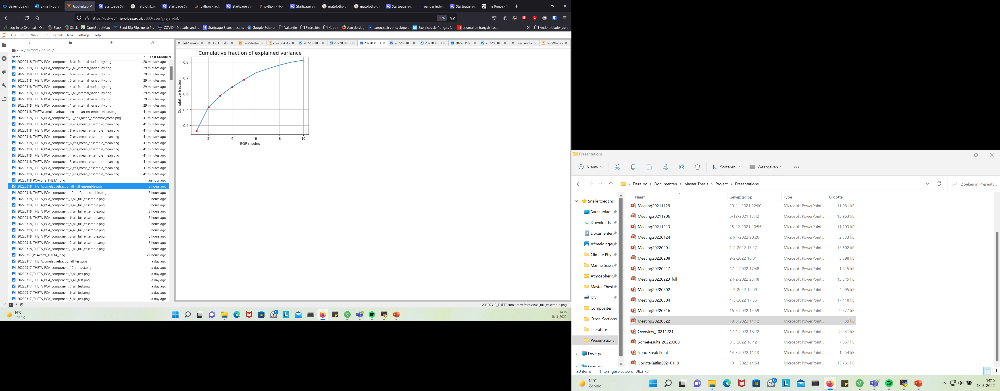 Beveiligde en
E-mail - Jore
JupyterLab
Startpage Se
matplotlib.py
Startpage Se
python - redu
Startpage Se
python - How
Startpage Se
matplotlib.da
matplotlib.da
Startpage Se
pandas.Index
Startpage Se
The Prince - W
https://bslws04.nerc-bas.ac.uk:8000/user/grejan/lab?
90%
Log in to Overleaf - O...
Slack
Slack
OpenStreetMap
Send Big Files up to 5...
COVID-19 deaths and ...
Startpage Search results
Google Scholar
Vakantie
Financiën
Kopen
Aan de slag
Larousse.fr : encyclopé...
Exercices de français (...
Journal en français fac...
Andere bladwijzers
File Edit View Run Kernel Tabs Settings Help
/ ··· / mitgcm / figures /
Name Last Modified
20220318_THETA_PCA_component_8_all_internal_variability.png 28 minutes ago
20220318_THETA_PCA_component_7_all_internal_variability.png 29 minutes ago
20220318_THETA_PCA_component_6_all_internal_variability.png 29 minutes ago
20220318_THETA_PCA_component_5_all_internal_variability.png 29 minutes ago
20220318_THETA_PCA_component_4_all_internal_variability.png 29 minutes ago
20220318_THETA_PCA_component_3_all_internal_variability.png 29 minutes ago
20220318_THETA_PCA_component_2_all_internal_variability.png 29 minutes ago
20220318_THETA_PCA_component_1_all_internal_variability.png 29 minutes ago
20220318_THETAcumulativefractionens_mean_ensemble_mean.png 41 minutes ago
20220318_THETA_PCA_component_10_ens_mean_ensemble_mean.png 41 minutes ago
20220318_THETA_PCA_component_9_ens_mean_ensemble_mean.png 41 minutes ago
20220318_THETA_PCA_component_8_ens_mean_ensemble_mean.png 41 minutes ago
20220318_THETA_PCA_component_7_ens_mean_ensemble_mean.png 41 minutes ago
20220318_THETA_PCA_component_6_ens_mean_ensemble_mean.png 41 minutes ago
20220318_THETA_PCA_component_5_ens_mean_ensemble_mean.png 41 minutes ago
20220318_THETA_PCA_component_4_ens_mean_ensemble_mean.png 41 minutes ago
20220318_THETA_PCA_component_3_ens_mean_ensemble_mean.png 41 minutes ago
20220318_THETA_PCA_component_2_ens_mean_ensemble_mean.png 41 minutes ago
20220318_THETA_PCA_component_1_ens_mean_ensemble_mean.png 41 minutes ago
20220318_PCAcorrs_THETA_.png an hour ago
20220318_THETAcumulativefractionall_full_ensemble.png 3 hours ago
20220318_THETA_PCA_component_10_all_full_ensemble.png 3 hours ago
20220318_THETA_PCA_component_9_all_full_ensemble.png 3 hours ago
20220318_THETA_PCA_component_8_all_full_ensemble.png 3 hours ago
20220318_THETA_PCA_component_7_all_full_ensemble.png 3 hours ago
20220318_THETA_PCA_component_6_all_full_ensemble.png 3 hours ago
20220318_THETA_PCA_component_5_all_full_ensemble.png 3 hours ago
20220318_THETA_PCA_component_4_all_full_ensemble.png 3 hours ago
20220318_THETA_PCA_component_3_all_full_ensemble.png 3 hours ago
20220318_THETA_PCA_component_2_all_full_ensemble.png 3 hours ago
20220318_THETA_PCA_component_1_all_full_ensemble.png 3 hours ago
20220317_PCAcorrs_THETA_.png 21 hours ago
20220317_THETAcumulativefractionall_test.png a day ago
20220317_THETA_PCA_component_10_all_test.png a day ago
20220317_THETA_PCA_component_9_all_test.png a day ago
20220317_THETA_PCA_component_8_all_test.png a day ago
20220317_THETA_PCA_component_7_all_test.png a day ago
20220317_THETA_PCA_component_6_all_test.png a day ago
20220317_THETA_PCA_component_5_all_test.png a day ago
bsl2_makin
bsl1_makin
caseStudies
createPCA.i
20220318_T
20220318_F
20220318_T
20220318_T
20220318_T
20220318_T
20220318_T
unixFunctic
testWhatev
Cumulative fraction of explained variance
Cumulative fraction
0.8
0.7
0.6
0.5
0.4
2 4 6 8 10
EOF modes
0 6
20220318_THETAcumulativefractionall_full_ensemble.png
14°C
Zonnig
14:15
18-3-2022
Presentations
Nieuw
Sorteren
Weergeven
Deze pc > Documenten > Master Thesis > Project > Presentations
Zoeken in Presenta...
Snelle toegang
Bureaublad
Downloads
Documenten
Afbeeldingen
Climate Phys
Marine Scien
Atmospheric
Master Thesi
D:\
Composites
Cross_Sections
Literature
Presentations
Deze pc
Netwerk
Naam Gewijzigd op Type Grootte
Meeting20211129 29-11-2021 22:00 Microsoft PowerPoint... 11.081 kB
Meeting20211206 6-12-2021 13:42 Microsoft PowerPoint... 13.963 kB
Meeting20211213 15-12-2021 10:55 Microsoft PowerPoint... 11.103 kB
Meeting20220124 24-1-2022 20:26 Microsoft PowerPoint... 2.333 kB
Meeting20220201 1-2-2022 17:27 Microsoft PowerPoint... 13.602 kB
Meeting20220208 9-2-2022 16:01 Microsoft PowerPoint... 5.398 kB
Meeting20220217 17-2-2022 17:48 Microsoft PowerPoint... 1.815 kB
Meeting20220223_full 24-2-2022 23:48 Microsoft PowerPoint... 13.545 kB
Meeting20220302 2-3-2022 12:09 Microsoft PowerPoint... 4.995 kB
Meeting20220304 4-3-2022 17:36 Microsoft PowerPoint... 17.418 kB
Meeting20220316 16-3-2022 14:59 Microsoft PowerPoint... 9.577 kB
Meeting20220322 18-3-2022 14:12 Microsoft PowerPoint... 39 kB
Overview_20211221 12-1-2022 18:22 Microsoft PowerPoint... 2.231 kB
SomeResults_20220308 8-3-2022 18:42 Microsoft PowerPoint... 7.967 kB
Trend Break Point 14-3-2022 11:13 Microsoft PowerPoint... 1.554 kB
UpdateKaitlin20210119 19-1-2022 14:54 Microsoft PowerPoint... 13.761 kB
20 items 1 item geselecteerd 38,3 kB
14°C
Zonnig
14:15
18-3-2022